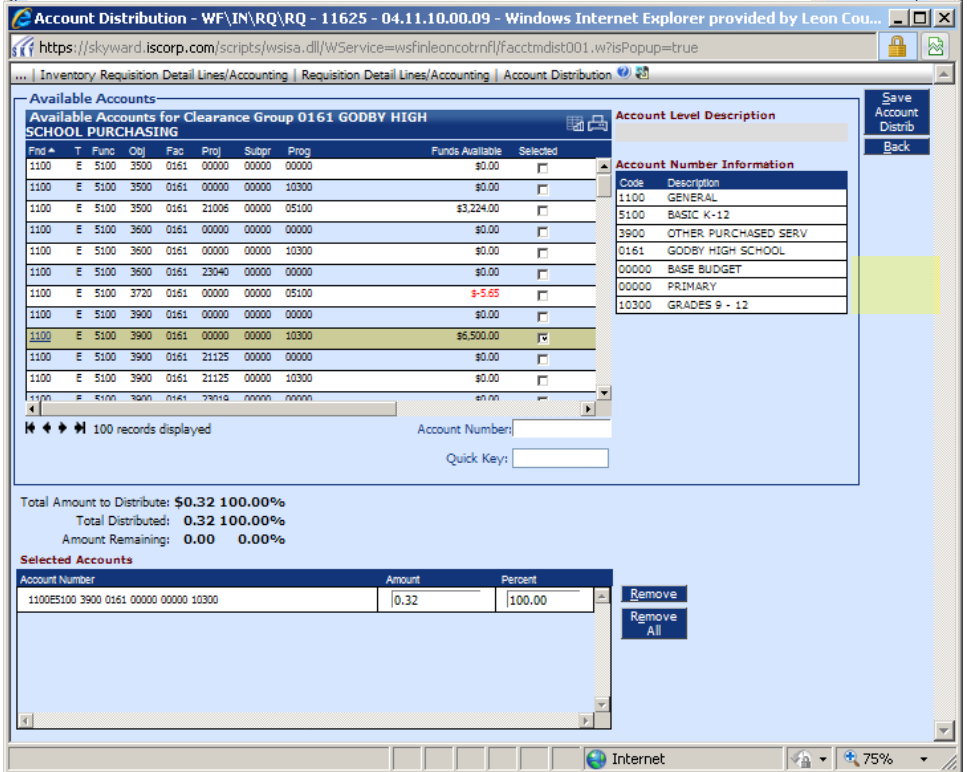 Account Distribution - WF\IN\RQ\RQ - 11625 - 04.11.10.00.09 - Windows Internet Explorer provided by Leon Cou...
https://skyward.iscorp.com/scripts/wsisa.dll/WService=wsfinleoncotrnfl/facctmdist001.w?isPopup=true
... | Inventory Requisition Detail Lines/Accounting | Requisition Detail Lines/Accounting | Account Distribution
Available Accounts
Available Accounts for Clearance Group 0161 GODBY HIGH SCHOOL PURCHASING
Fnd T Func Obj Fac Proj Subpr Prog Funds Available Selected
1100 E 5100 3500 0161 00000 00000 00000 $0.00
1100 E 5100 3500 0161 00000 00000 10300 $0.00
1100 E 5100 3500 0161 21006 00000 05100 $3,224.00
1100 E 5100 3600 0161 00000 00000 00000 $0.00
1100 E 5100 3600 0161 00000 00000 10300 $0.00
1100 E 5100 3600 0161 23040 00000 00000 $0.00
1100 E 5100 3720 0161 00000 00000 05100 $-5.65
1100 E 5100 3900 0161 00000 00000 00000 $0.00
1100 E 5100 3900 0161 00000 00000 10300 $6,500.00
1100 E 5100 3900 0161 21125 00000 00000 $0.00
1100 E 5100 3900 0161 21125 00000 10300 $0.00
1100 E 5100 3900 0161 23019 00000 00000 $0.00
100 records displayed
Account Number:
Quick Key:
Account Level Description
Account Number Information
Code Description
1100 GENERAL
5100 BASIC K-12
3900 OTHER PURCHASED SERV
0161 GODBY HIGH SCHOOL
00000 BASE BUDGET
00000 PRIMARY
10300 GRADES 9 - 12
Save
Account
Distrib
Back
Total Amount to Distribute: $0.32 100.00%
Total Distributed: 0.32 100.00%
Amount Remaining: 0.00 0.00%
Selected Accounts
Account Number Amount Percent
1100E5100 3900 0161 00000 00000 10300 0.32 100.00
Remove
Remove
All
Internet
75%